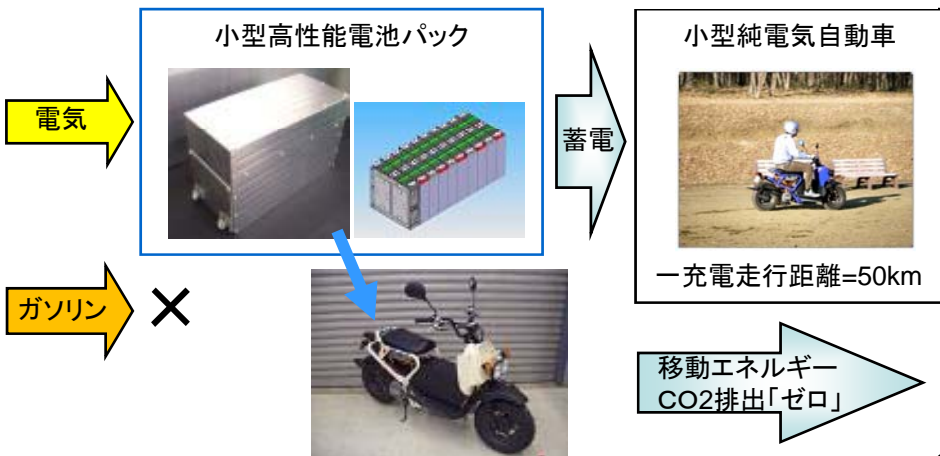 小型高性能電池パック
小型純電気自動車
電気
蓄電
一充電走行距離=50km
ガソリン
×
移動エネルギー
CO2排出「ゼロ」